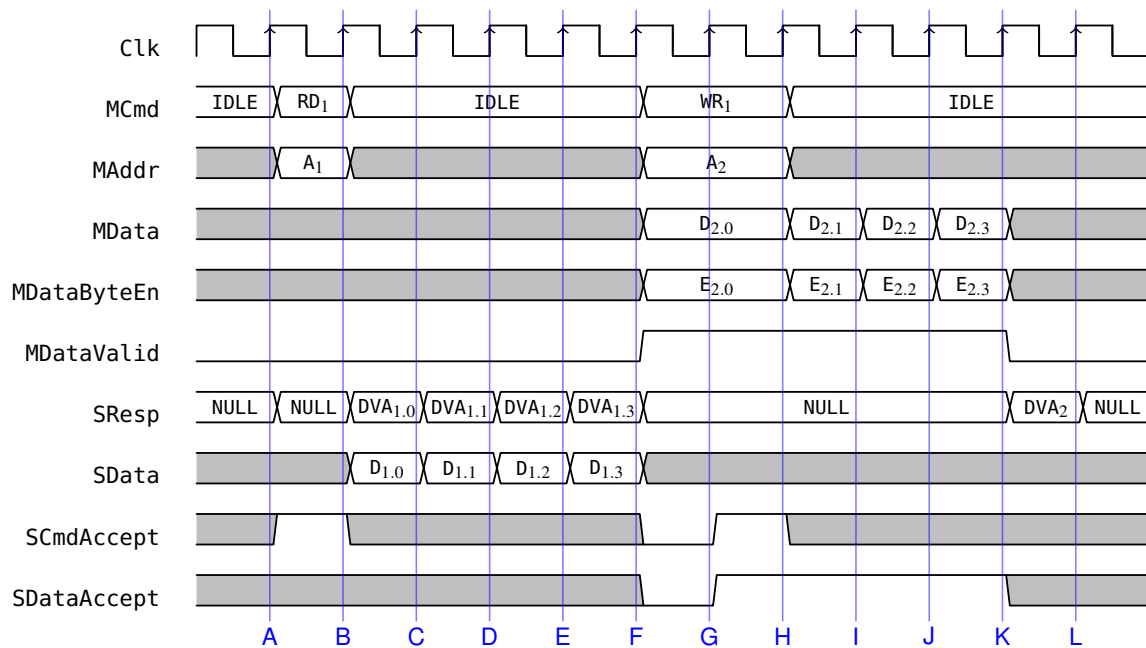 Clk
MCmd IDLE RD₁ IDLE WR₁ IDLE
MAddr A₁ A₂
MData D₂.₀ D₂.₁ D₂.₂ D₂.₃
MDataByteEn E₂.₀ E₂.₁ E₂.₂ E₂.₃
MDataValid
SResp NULL NULL DVA₁.₀ DVA₁.₁ DVA₁.₂ DVA₁.₃ NULL DVA₂ NULL
SData D₁.₀ D₁.₁ D₁.₂ D₁.₃
SCmdAccept
SDataAccept
A B C D E F G H I J K L